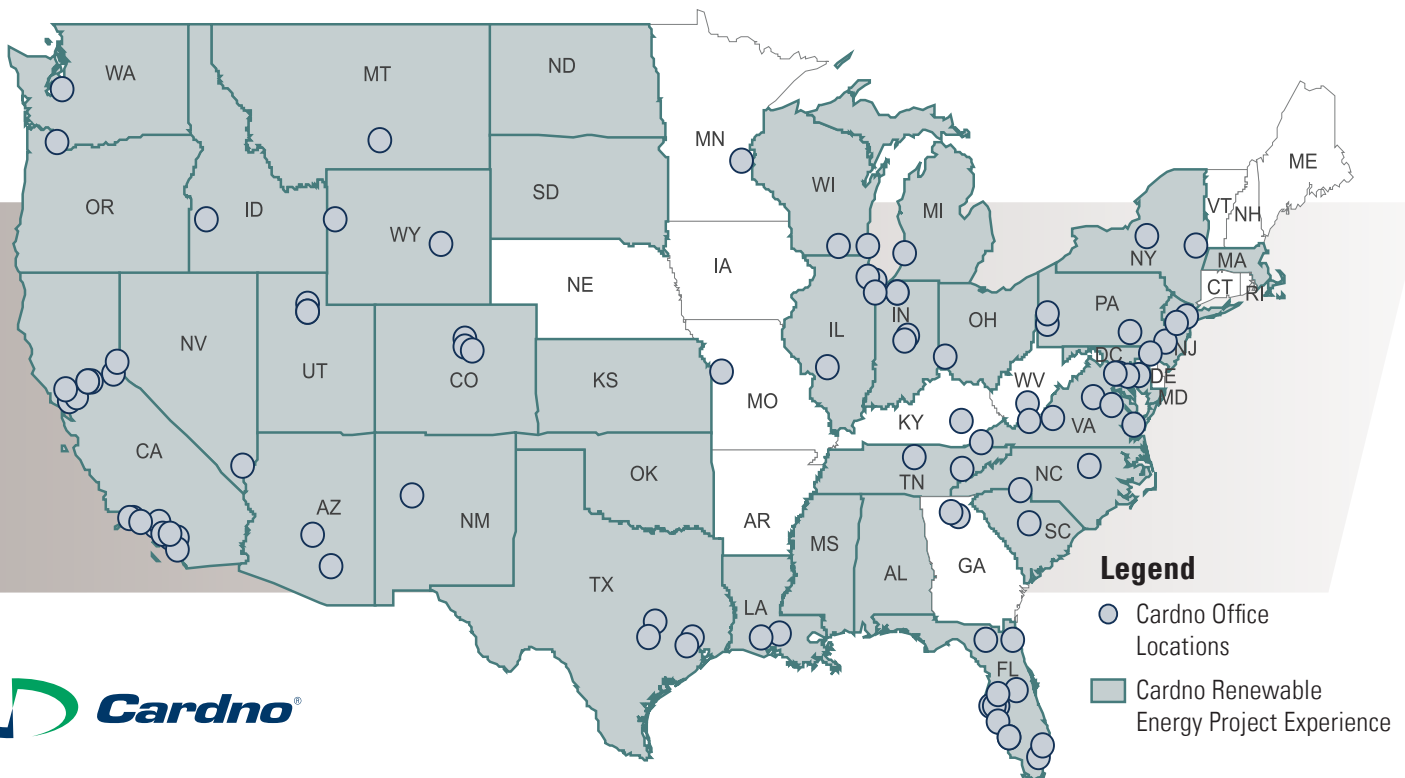 WA
MT
ND
MN
ME
WI
VT
NH
OR
ID
SD
MI
WY
NY
MA
IA
CT
RI
NE
PA
NV
IL
IN
OH
NJ
UT
CO
KS
MO
WV
DC
DE
MD
KY
VA
CA
OK
TN
NC
AZ
NM
AR
SC
MS
AL
GA
TX
LA
FL
Legend
Cardno Office
Locations
Cardno Renewable
Energy Project Experience
Cardno®